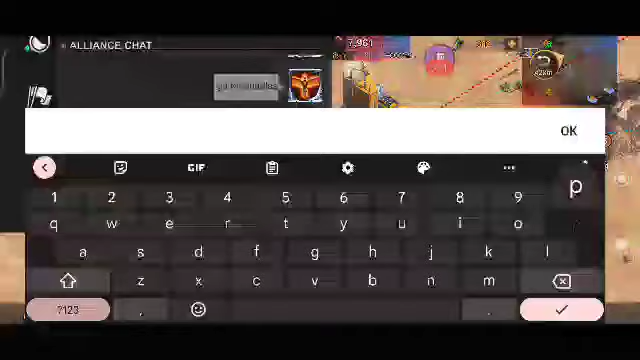 ALLIANCE CHAT
7,961
OK
GIF
1 2 3 4 5 6 7 8 9
p
q w e r t y u i o
a s d f g h j k l
z x c v b n m
?123 , .